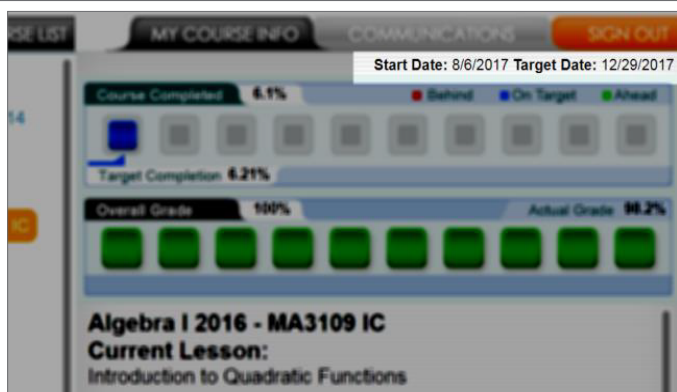 RSE LIST MY COURSE INFO COMMUNICATIONS SIGN OUT
Start Date: 8/6/2017 Target Date: 12/29/2017
Course Completed 6.1% Behind On Target Ahead
14
Target Completion 6.21%
Overall Grade 100% Actual Grade 98.2%
IC
Algebra I 2016 - MA3109 IC
Current Lesson:
Introduction to Quadratic Functions